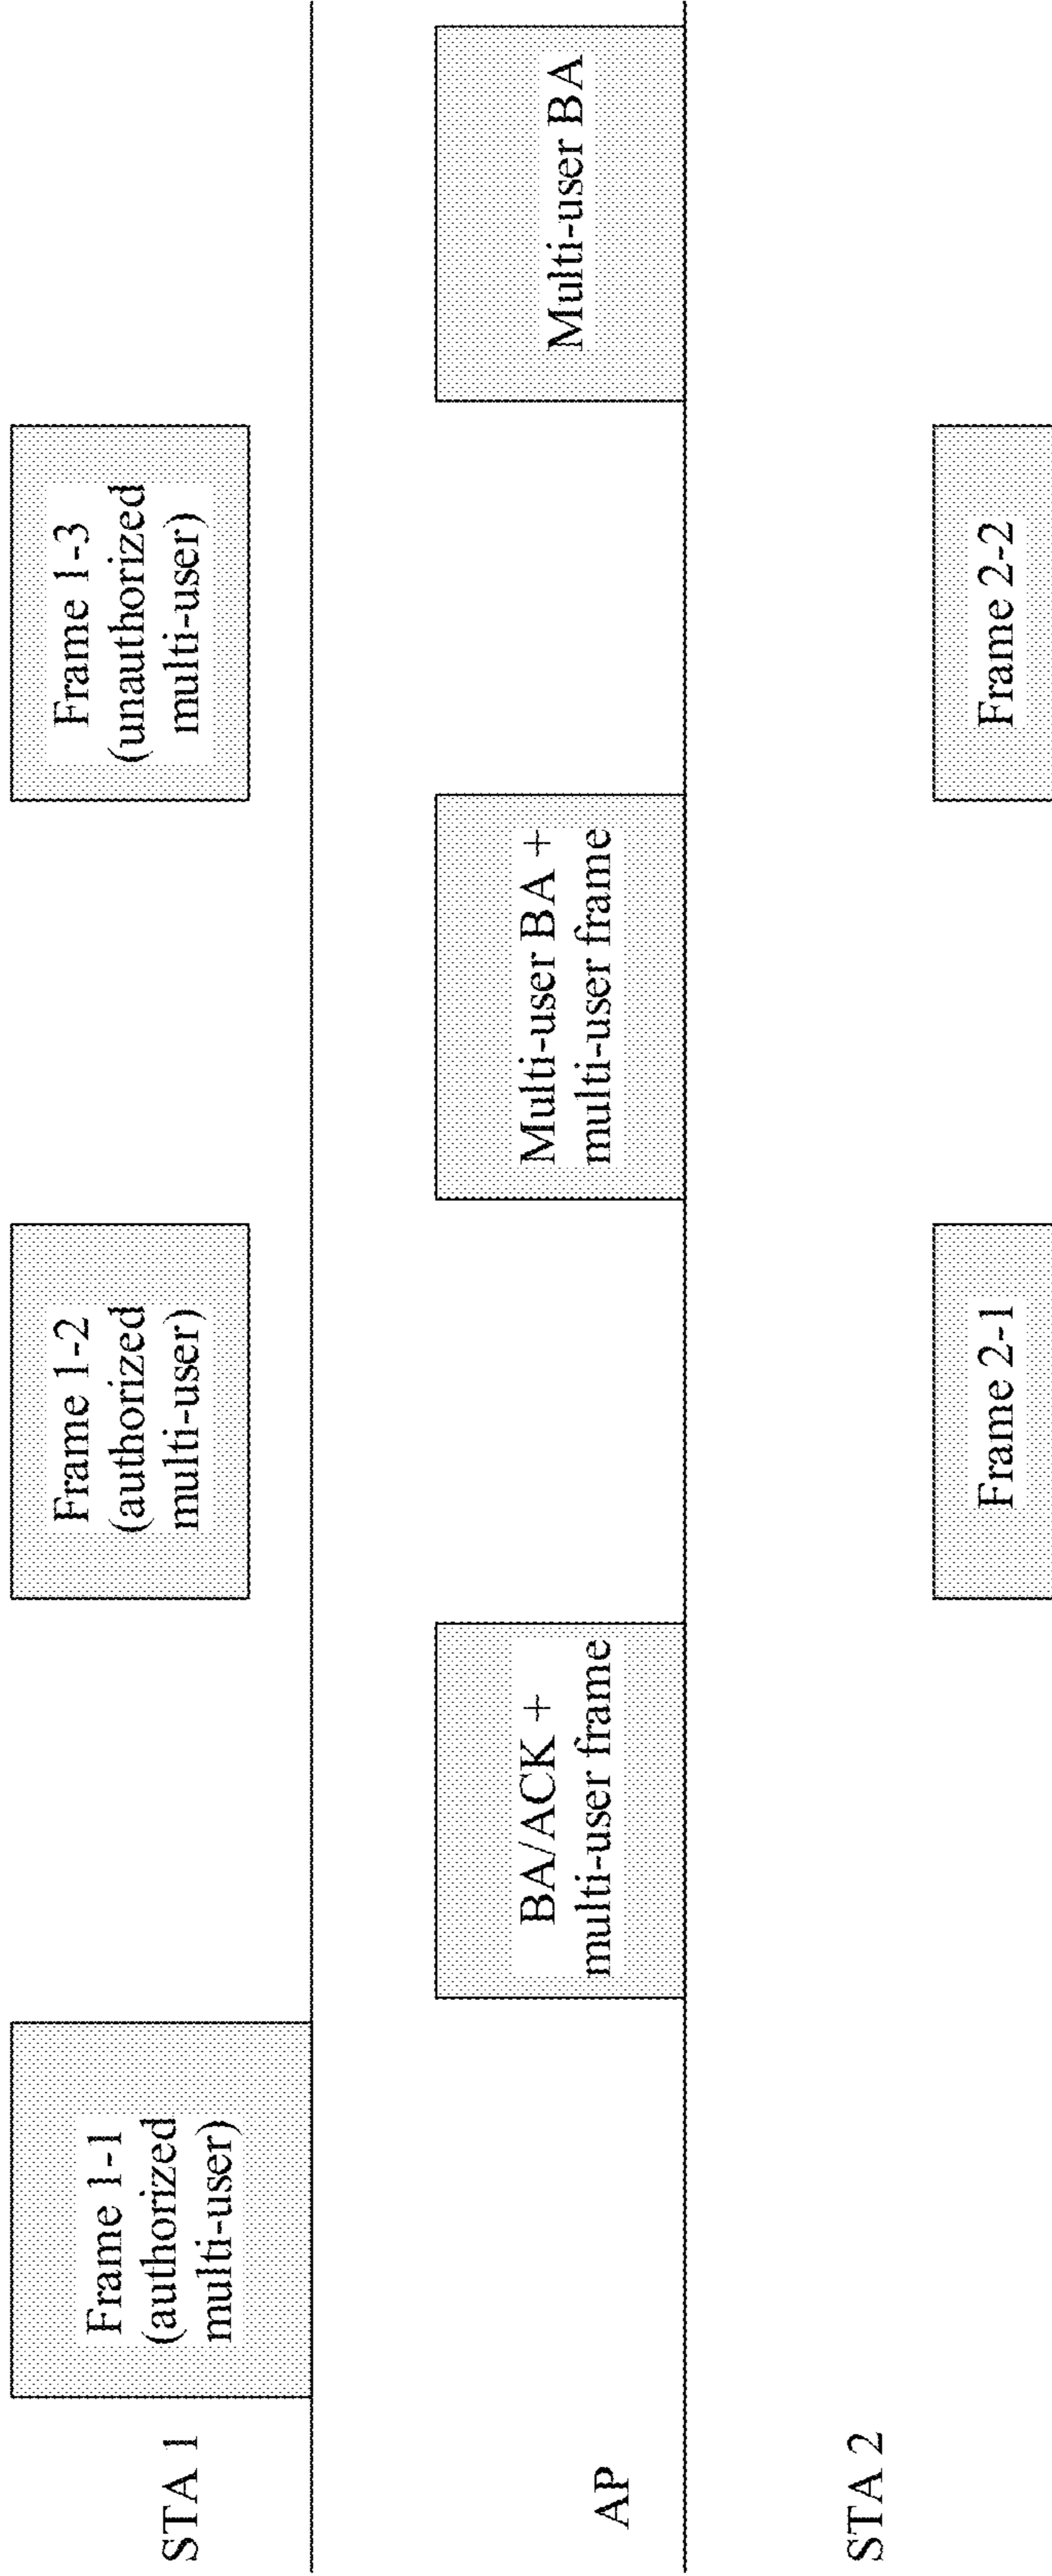 STA 1
Frame 1-1
(authorized
multi-user)
Frame 1-2
(authorized
multi-user)
Frame 1-3
(unauthorized
multi-user)
AP
BA/ACK +
multi-user frame
Multi-user BA +
multi-user frame
Multi-user BA
STA 2
Frame 2-1
Frame 2-2